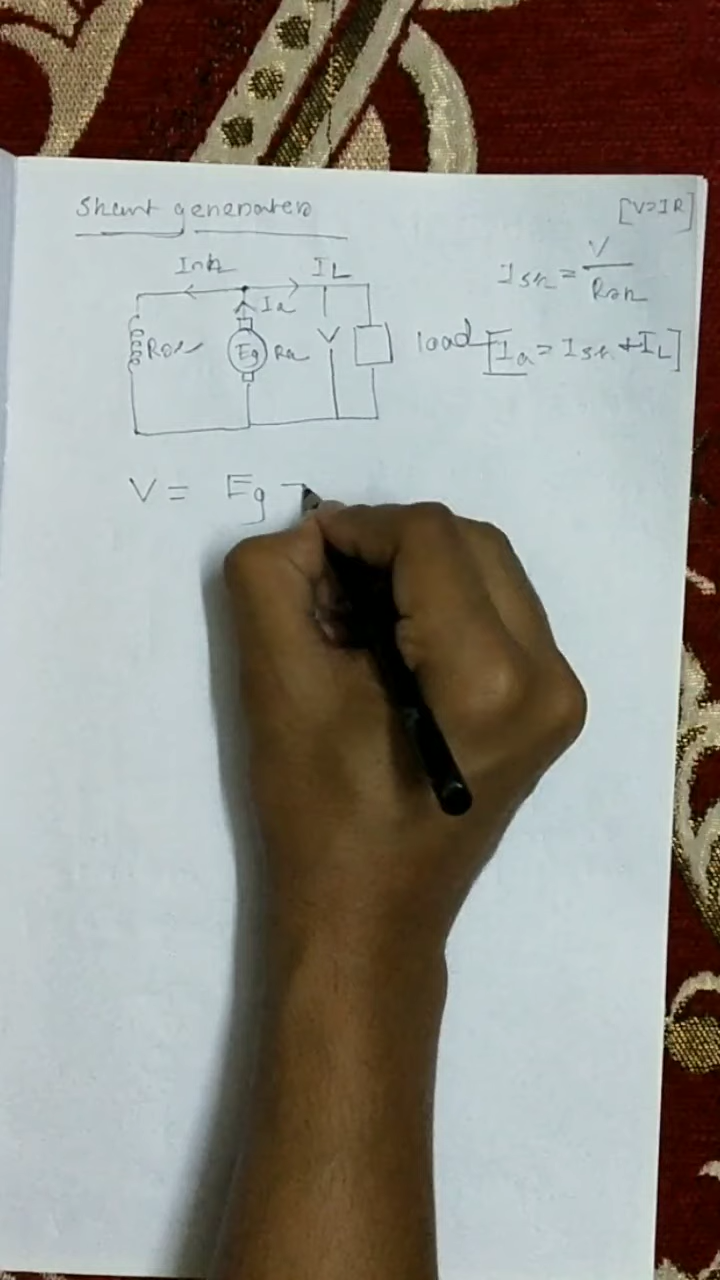 Shunt generator
[V=IR]
Ish IL
Ish = V/Rsh
Ia
Rsh Eg Ra V load [Ia = Ish + IL]
V = Eg -